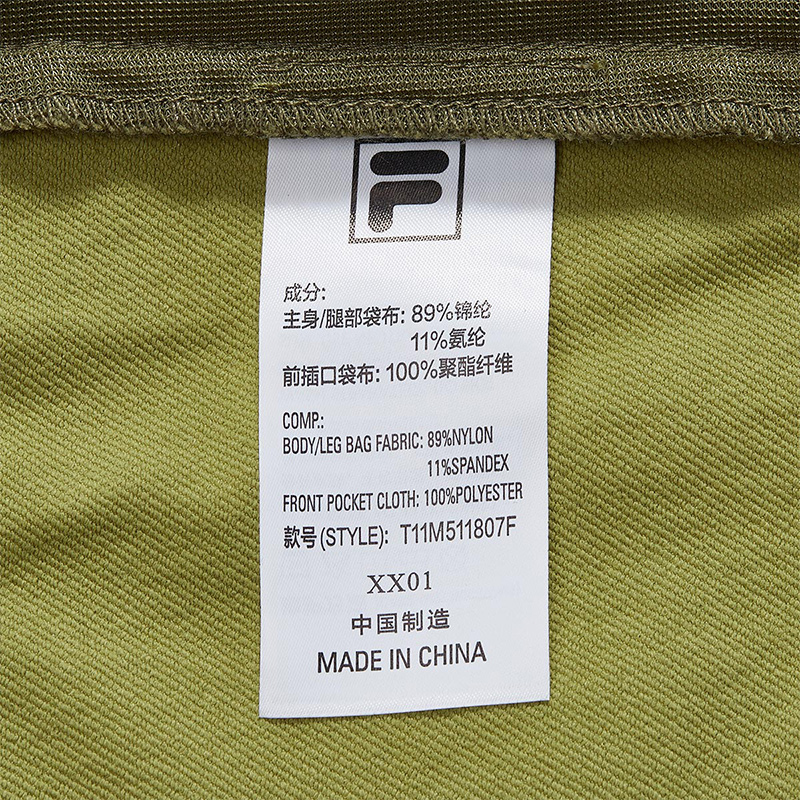 成分:
主身/腿部袋布: 89%锦纶
11%氨纶
前插口袋布: 100%聚酯纤维
COMP.:
BODY/LEG BAG FABRIC: 89%NYLON
11%SPANDEX
FRONT POCKET CLOTH: 100%POLYESTER
款号(STYLE): T11M511807F
XX01
中国制造
MADE IN CHINA